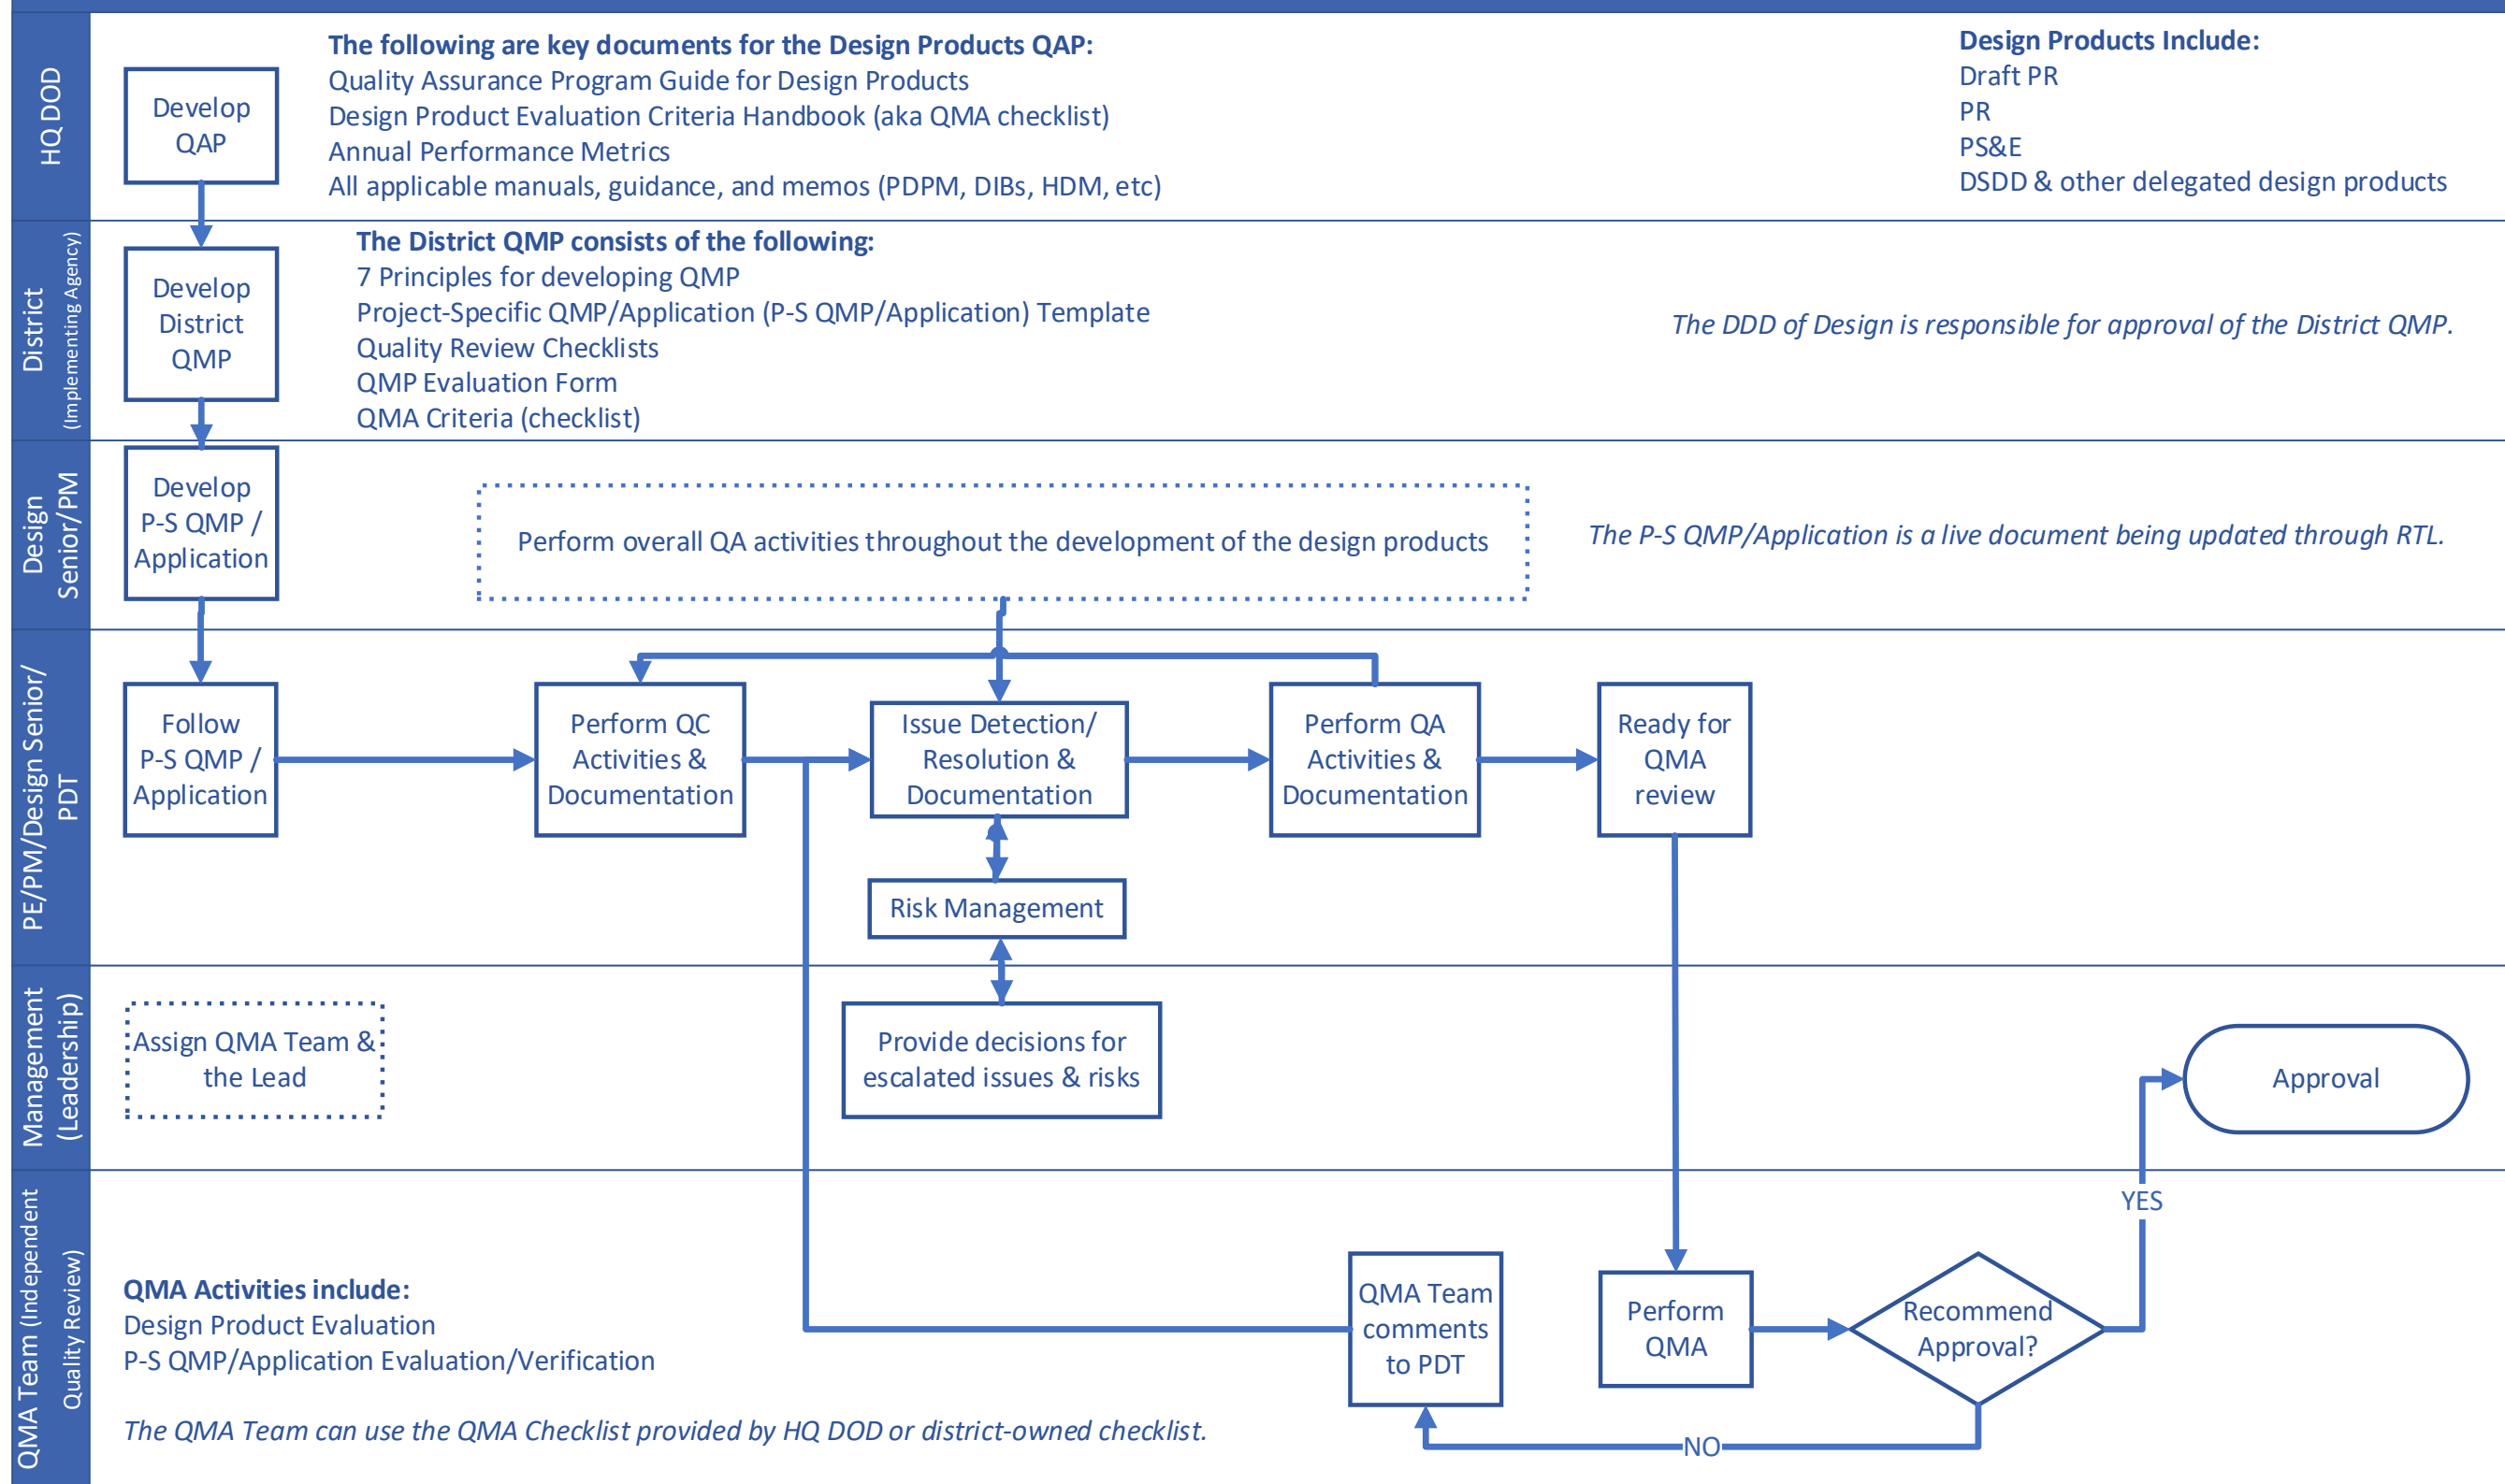 HQ DOD
Develop
QAP
The following are key documents for the Design Products QAP:
Quality Assurance Program Guide for Design Products
Design Product Evaluation Criteria Handbook (aka QMA checklist)
Annual Performance Metrics
All applicable manuals, guidance, and memos (PDPM, DIBs, HDM, etc)
Design Products Include:
Draft PR
PR
PS&E
DSDD & other delegated design products
District
(Implementing Agency)
Develop
District
QMP
The District QMP consists of the following:
7 Principles for developing QMP
Project-Specific QMP/Application (P-S QMP/Application) Template
Quality Review Checklists
QMP Evaluation Form
QMA Criteria (checklist)
The DDD of Design is responsible for approval of the District QMP.
Design
Senior/PM
Develop
P-S QMP /
Application
Perform overall QA activities throughout the development of the design products
The P-S QMP/Application is a live document being updated through RTL.
PE/PM/Design Senior/
PDT
Follow
P-S QMP /
Application
Perform QC
Activities &
Documentation
Issue Detection/
Resolution &
Documentation
Perform QA
Activities &
Documentation
Ready for
QMA
review
Risk Management
Management
(Leadership)
Assign QMA Team &
the Lead
Provide decisions for
escalated issues & risks
Approval
QMA Team (Independent
Quality Review)
QMA Activities include:
Design Product Evaluation
P-S QMP/Application Evaluation/Verification
The QMA Team can use the QMA Checklist provided by HQ DOD or district-owned checklist.
QMA Team
comments
to PDT
Perform
QMA
Recommend
Approval?
YES
NO